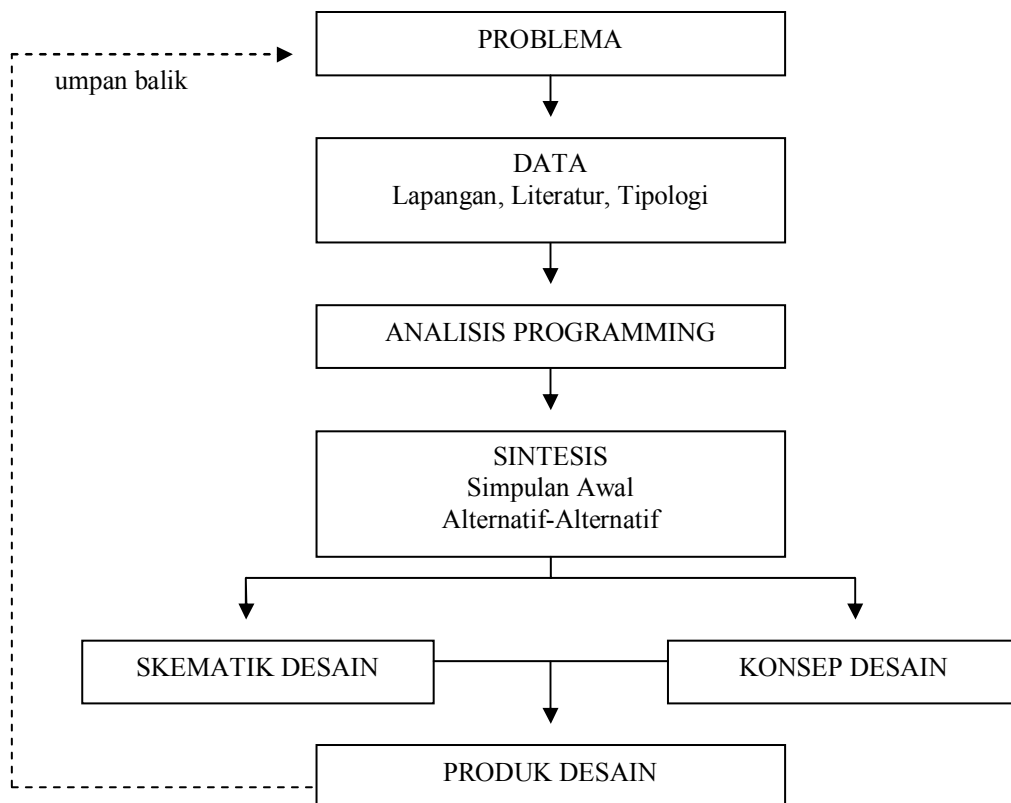 PROBLEMA
umpan balik
DATA
Lapangan, Literatur, Tipologi
ANALISIS PROGRAMMING
SINTESIS
Simpulan Awal
Alternatif-Alternatif
SKEMATIK DESAIN
KONSEP DESAIN
PRODUK DESAIN